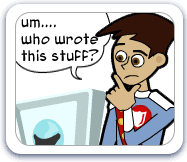 um....
who wrote
this stuff?